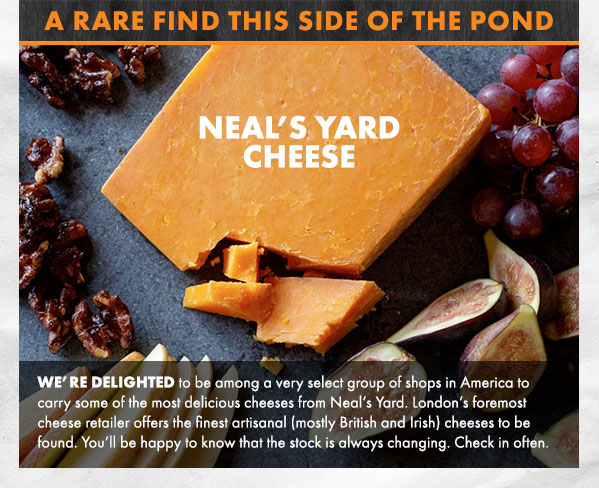 A RARE FIND THIS SIDE OF THE POND
NEAL'S YARD
CHEESE
WE'RE DELIGHTED to be among a very select group of shops in America to
carry some of the most delicious cheeses from Neal's Yard. London's foremost
cheese retailer offers the finest artisanal (mostly British and Irish) cheeses to be
found. You'll be happy to know that the stock is always changing. Check in often.